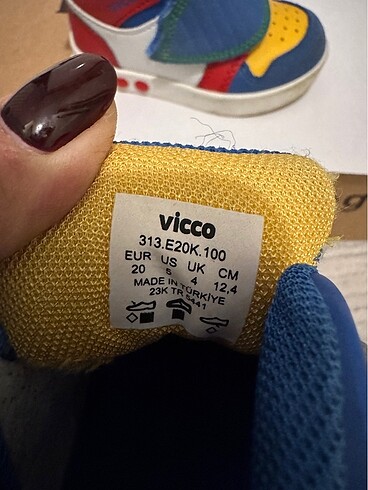 vicco
313.E20K.100
EUR US UK CM
20 5 4 12,4
MADE IN TÜRKİYE
23K TR 5441